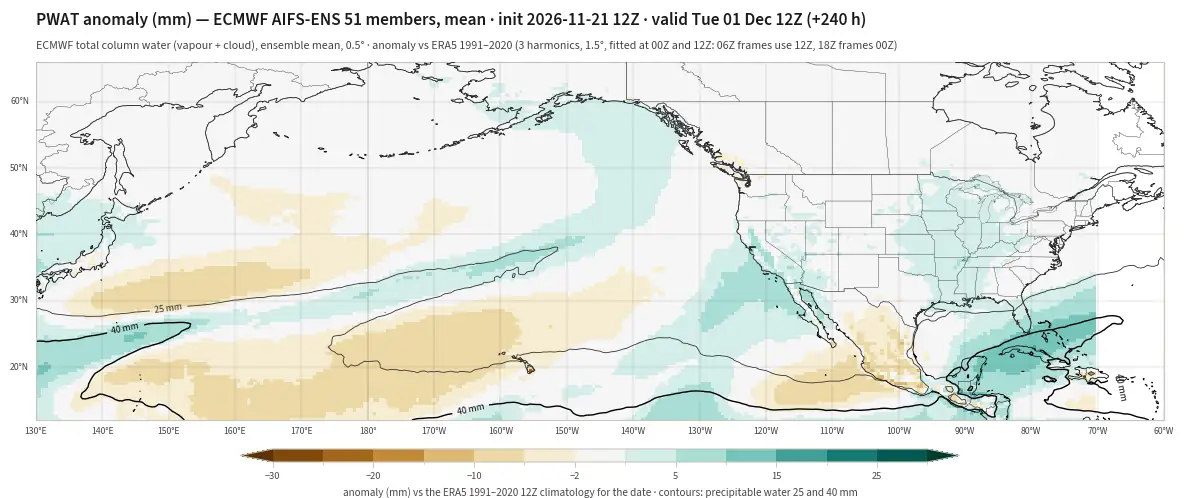 PWAT anomaly (mm) — ECMWF AIFS-ENS 51 members, mean · init 2026-11-21 12Z · valid Tue 01 Dec 12Z (+240 h)
ECMWF total column water (vapour + cloud), ensemble mean, 0.5° · anomaly vs ERA5 1991–2020 (3 harmonics, 1.5°, fitted at 00Z and 12Z: 06Z frames use 12Z, 18Z frames 00Z)
60°N
50°N
40°N
30°N
20°N
25 mm
40 mm
40 mm
40 mm
130°E 140°E 150°E 160°E 170°E 180° 170°W 160°W 150°W 140°W 130°W 120°W 110°W 100°W 90°W 80°W 70°W 60°W
−30 −20 −10 −2 5 15 25
anomaly (mm) vs the ERA5 1991–2020 12Z climatology for the date · contours: precipitable water 25 and 40 mm